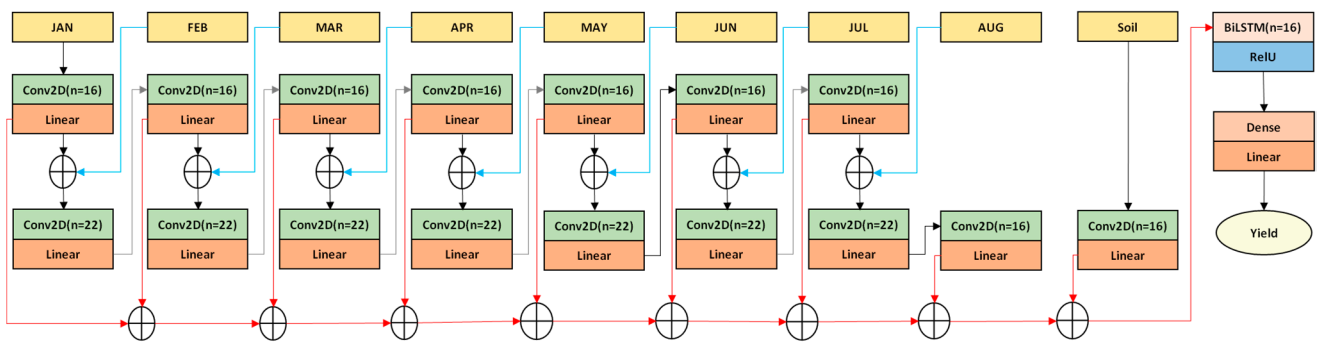 JAN FEB MAR APR MAY JUN JUL AUG Soil BiLSTM(n=16)
RelU
Conv2D(n=16) Conv2D(n=16) Conv2D(n=16) Conv2D(n=16) Conv2D(n=16) Conv2D(n=16) Conv2D(n=16)
Linear Linear Linear Linear Linear Linear Linear
Dense
Linear
Conv2D(n=22) Conv2D(n=22) Conv2D(n=22) Conv2D(n=22) Conv2D(n=22) Conv2D(n=22) Conv2D(n=22) Conv2D(n=16) Conv2D(n=16)
Linear Linear Linear Linear Linear Linear Linear Linear Linear
Yield